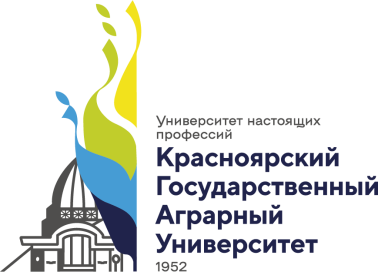 Университет настоящих
профессий
Красноярский
Государственный
Аграрный
Университет
1952